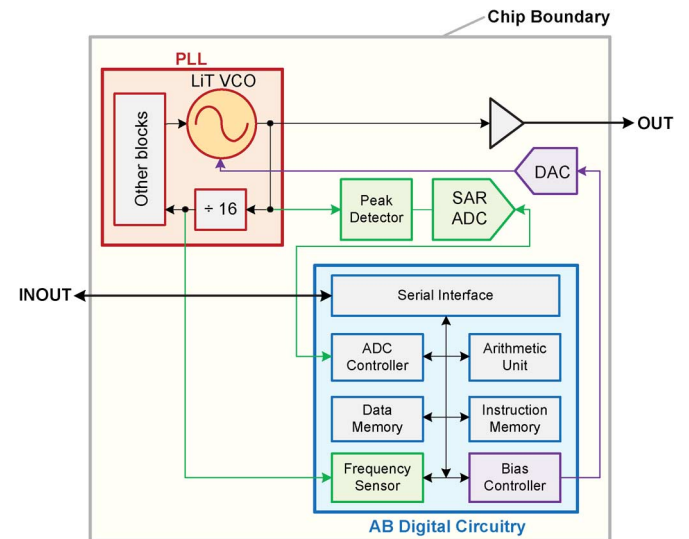 Chip Boundary
PLL
LiT VCO
Other blocks
÷ 16
OUT
DAC
Peak
Detector
SAR
ADC
INOUT
Serial Interface
ADC
Controller
Arithmetic
Unit
Data
Memory
Instruction
Memory
Frequency
Sensor
Bias
Controller
AB Digital Circuitry